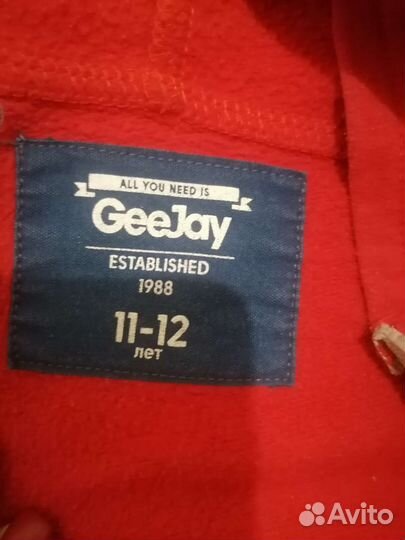 ALL YOU NEED IS
GeeJay
ESTABLISHED
1988
11-12
лет
Avito